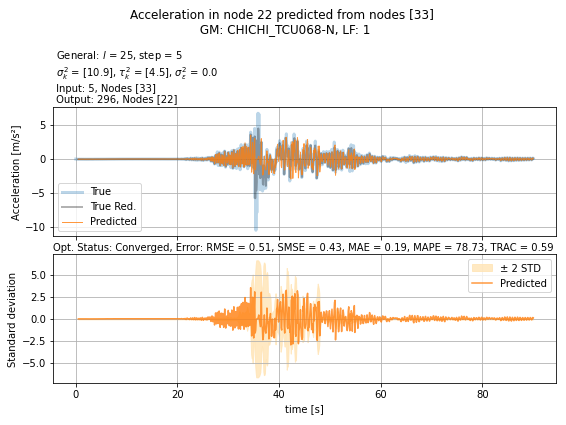 Acceleration in node 22 predicted from nodes [33]
GM: CHICHI_TCU068-N, LF: 1
General: l = 25, step = 5
σ²ₖ = [10.9], τ²ₖ = [4.5], σ²ε = 0.0
Input: 5, Nodes [33]
Output: 296, Nodes [22]
Acceleration [m/s²]
5
0
−5
−10
True
True Red.
Predicted
Opt. Status: Converged, Error: RMSE = 0.51, SMSE = 0.43, MAE = 0.19, MAPE = 78.73, TRAC = 0.59
Standard deviation
5.0
2.5
0.0
−2.5
−5.0
± 2 STD
Predicted
0 20 40 60 80
time [s]